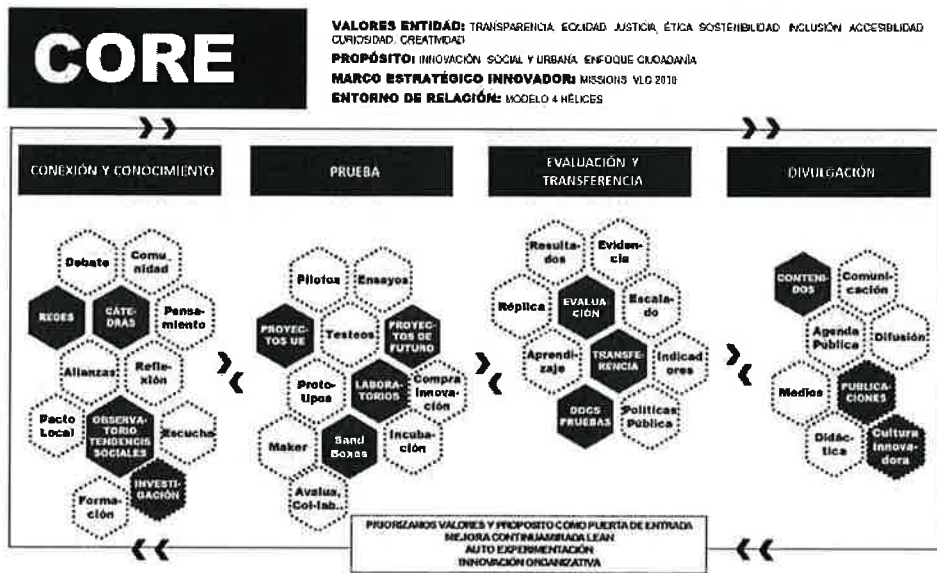 CORE
VALORES ENTIDAD: TRANSPARENCIA, EQUIDAD, JUSTICIA, ÉTICA, SOSTENIBILIDAD, INCLUSIÓN, ACCESIBILIDAD
CURIOSIDAD, CREATIVIDAD
PROPÓSITO: INNOVACIÓN SOCIAL Y URBANA. ENFOQUE CIUDADANÍA
MARCO ESTRATÉGICO INNOVADOR: MISSIONS VLC 2030
ENTORNO DE RELACIÓN: MODELO 4 HÉLICES
CONEXIÓN Y CONOCIMIENTO
Debate
Comu_
nidad
REDES
CÁTE-
DRAS
Pensa-
miento
Alianzas
Refle-
xión
Pacto
Local
OBSERVA-
TORIO
TENDENCIS
SOCIALES
Escucha
Forma-
ción
INVESTI-
GACIÓN
PRUEBA
Pilotos
Ensayos
PROYEC-
TOS UE
Testeos
PROYEC-
TOS DE
FUTURO
Proto-
tipos
LABORA-
TORIOS
Compra
Innova-
ción
Maker
Sand
Boxes
Incuba-
ción
Avalua,
Col·lab..
EVALUACIÓN Y
TRANSFERENCIA
Resulta-
dos
Eviden-
cia
Réplica
EVALUA-
CIÓN
Escala-
do
Aprendi-
zaje
TRANSFE-
RENCIA
Indicad
ores
DOCS
PRUEBAS
Políticas
Pública
DIVULGACIÓN
CONTENI-
DOS
Comuni-
cación
Agenda
Pública
Difusión
Medios
PUBLICA-
CIONES
Didác-
tica
Cultura
Innova-
dora
PRIORIZAMOS VALORES Y PROPOSITO COMO PUERTA DE ENTRADA
MEJORA CONTINUAMIRADA LEAN
AUTO EXPERIMENTACIÓN
INNOVACIÓN ORGANIZATIVA